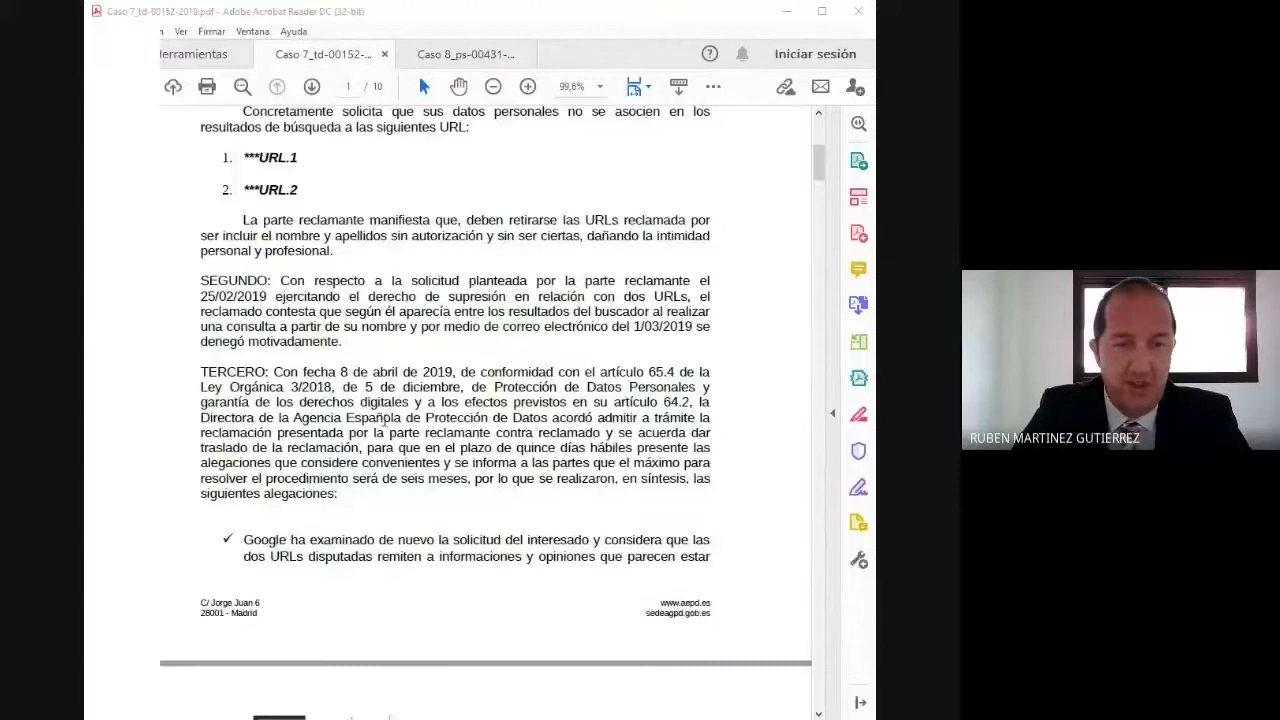 Caso 7_td-00152-2019.pdf - Adobe Acrobat Reader DC (32-bit)
Ver Firmar Ventana Ayuda
Herramientas Caso 7_td-00152-... × Caso 8_ps-00431-... Iniciar sesión
1 / 10 99,6%
Concretamente solicita que sus datos personales no se asocien en los
resultados de búsqueda a las siguientes URL:
1. ***URL.1
2. ***URL.2
La parte reclamante manifiesta que, deben retirarse las URLs reclamada por
ser incluir el nombre y apellidos sin autorización y sin ser ciertas, dañando la intimidad
personal y profesional.
SEGUNDO: Con respecto a la solicitud planteada por la parte reclamante el
25/02/2019 ejercitando el derecho de supresión en relación con dos URLs, el
reclamado contesta que según él aparecía entre los resultados del buscador al realizar
una consulta a partir de su nombre y por medio de correo electrónico del 1/03/2019 se
denegó motivadamente.
TERCERO: Con fecha 8 de abril de 2019, de conformidad con el artículo 65.4 de la
Ley Orgánica 3/2018, de 5 de diciembre, de Protección de Datos Personales y
garantía de los derechos digitales y a los efectos previstos en su artículo 64.2, la
Directora de la Agencia Española de Protección de Datos acordó admitir a trámite la
reclamación presentada por la parte reclamante contra reclamado y se acuerda dar
traslado de la reclamación, para que en el plazo de quince días hábiles presente las
alegaciones que considere convenientes y se informa a las partes que el máximo para
resolver el procedimiento será de seis meses, por lo que se realizaron, en síntesis, las
siguientes alegaciones:
✓ Google ha examinado de nuevo la solicitud del interesado y considera que las
dos URLs disputadas remiten a informaciones y opiniones que parecen estar
C/ Jorge Juan 6 www.aepd.es
28001 - Madrid sedeagpd.gob.es
RUBEN MARTINEZ GUTIERREZ